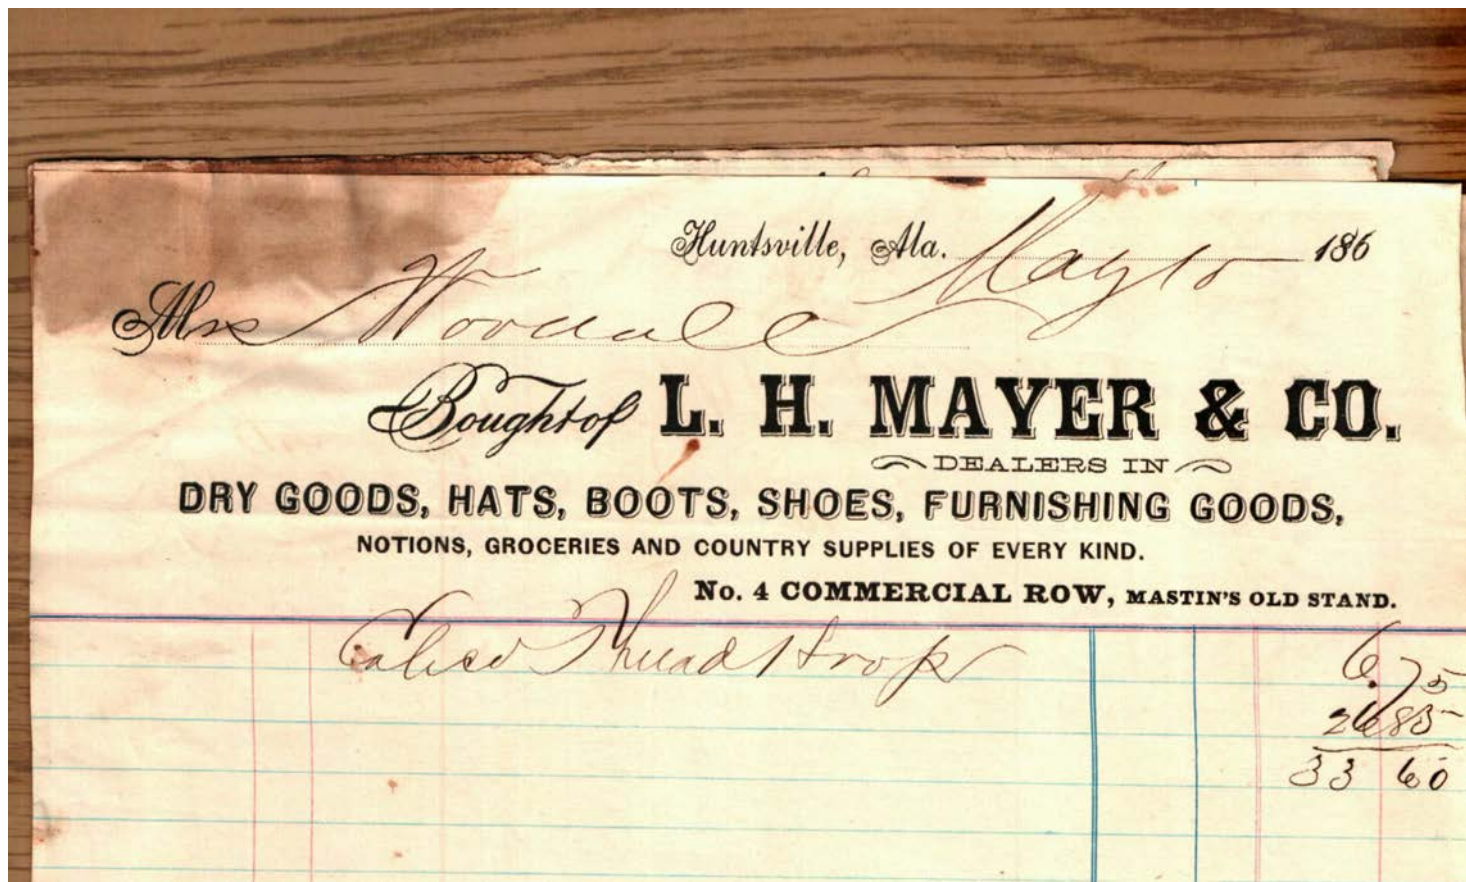 Huntsville, Ala. May 15 186
Mrs Woodall
Bought of L. H. MAYER & CO.
DEALERS IN
DRY GOODS, HATS, BOOTS, SHOES, FURNISHING GOODS,
NOTIONS, GROCERIES AND COUNTRY SUPPLIES OF EVERY KIND.
No. 4 COMMERCIAL ROW, MASTIN'S OLD STAND.
Calico Thread 6.75
26 85
33 60